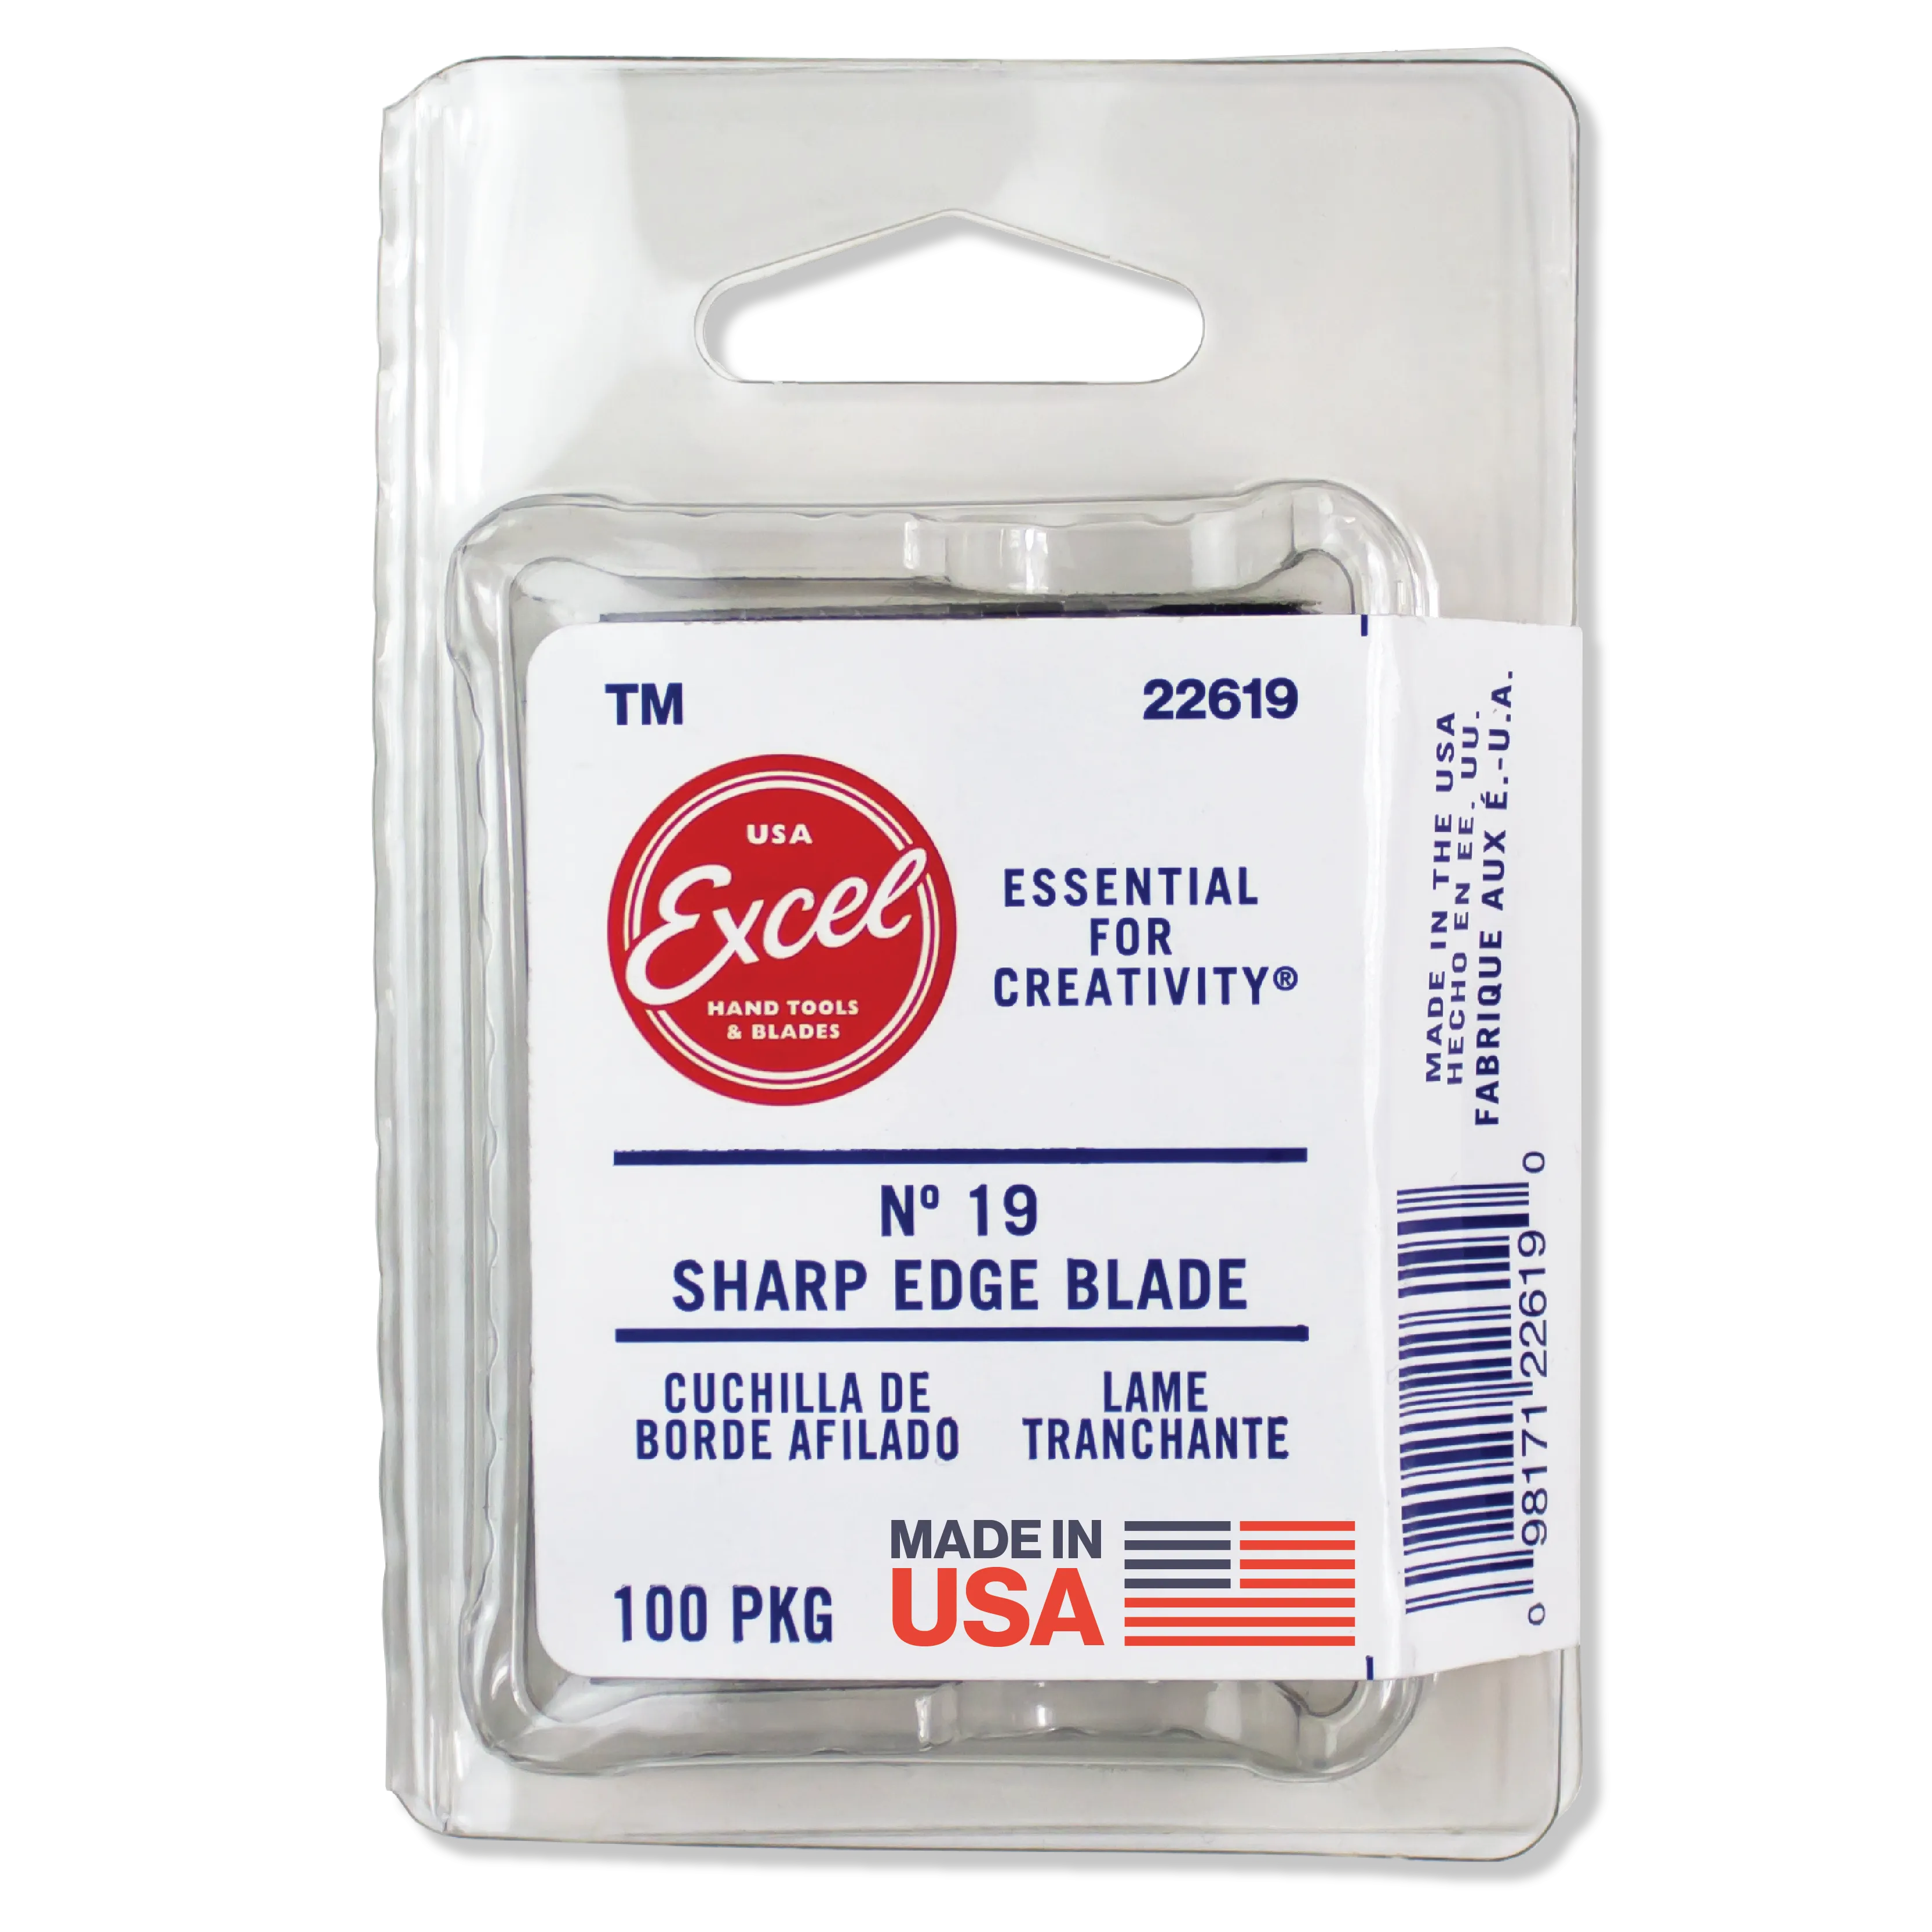 TM
22619
USA
Excel
HAND TOOLS
& BLADES
ESSENTIAL
FOR
CREATIVITY®
Nº 19
SHARP EDGE BLADE
CUCHILLA DE
BORDE AFILADO
LAME
TRANCHANTE
100 PKG
MADE IN
USA
MADE IN THE USA
HECHO EN EE. UU.
FABRIQUE AUX É.-U.A.
0 98171 22619 0